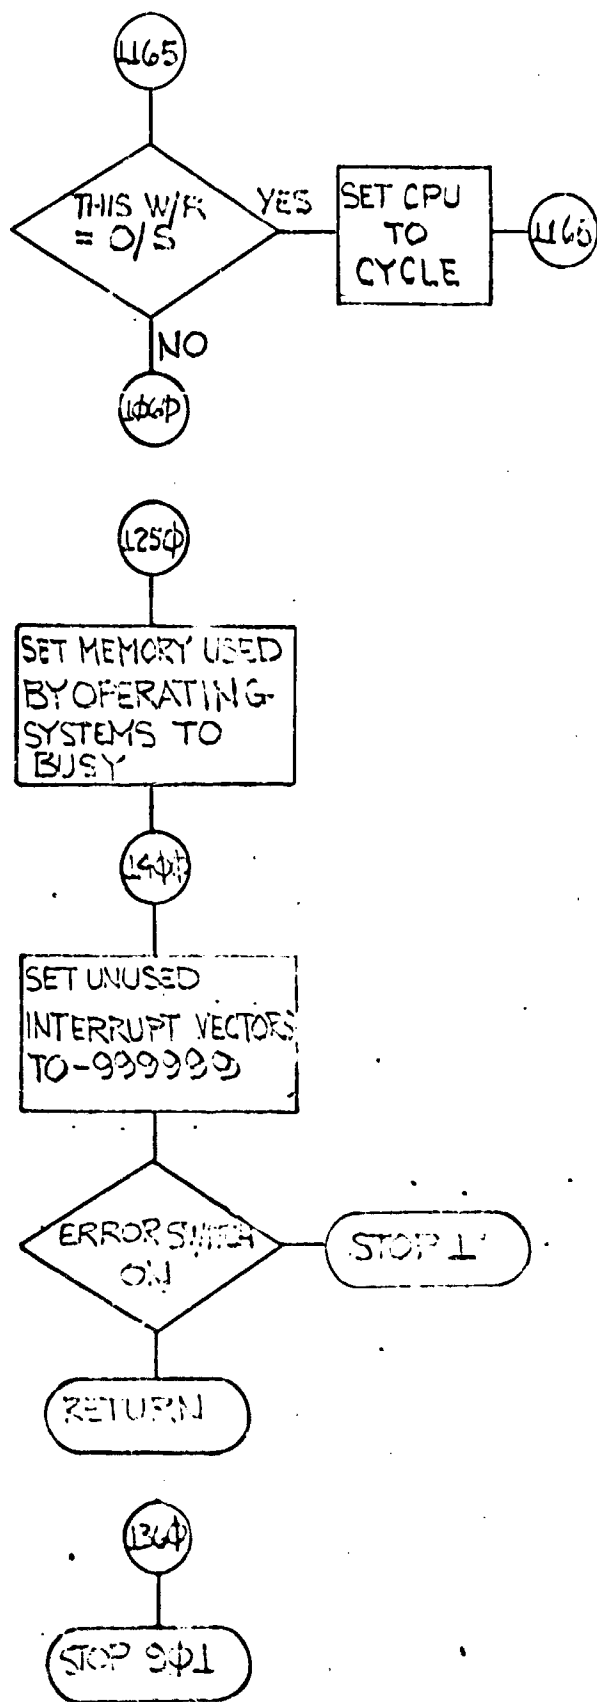 1165
THIS W/R
= O/S
YES
SET CPU
TO
CYCLE
1165
NO
1060
1250
SET MEMORY USED
BY OPERATING
SYSTEMS TO
BUSY
SET UNUSED
INTERRUPT VECTORS
TO -999999
ERROR SWITCH
ON
STOP 1
RETURN
1360
STOP 901